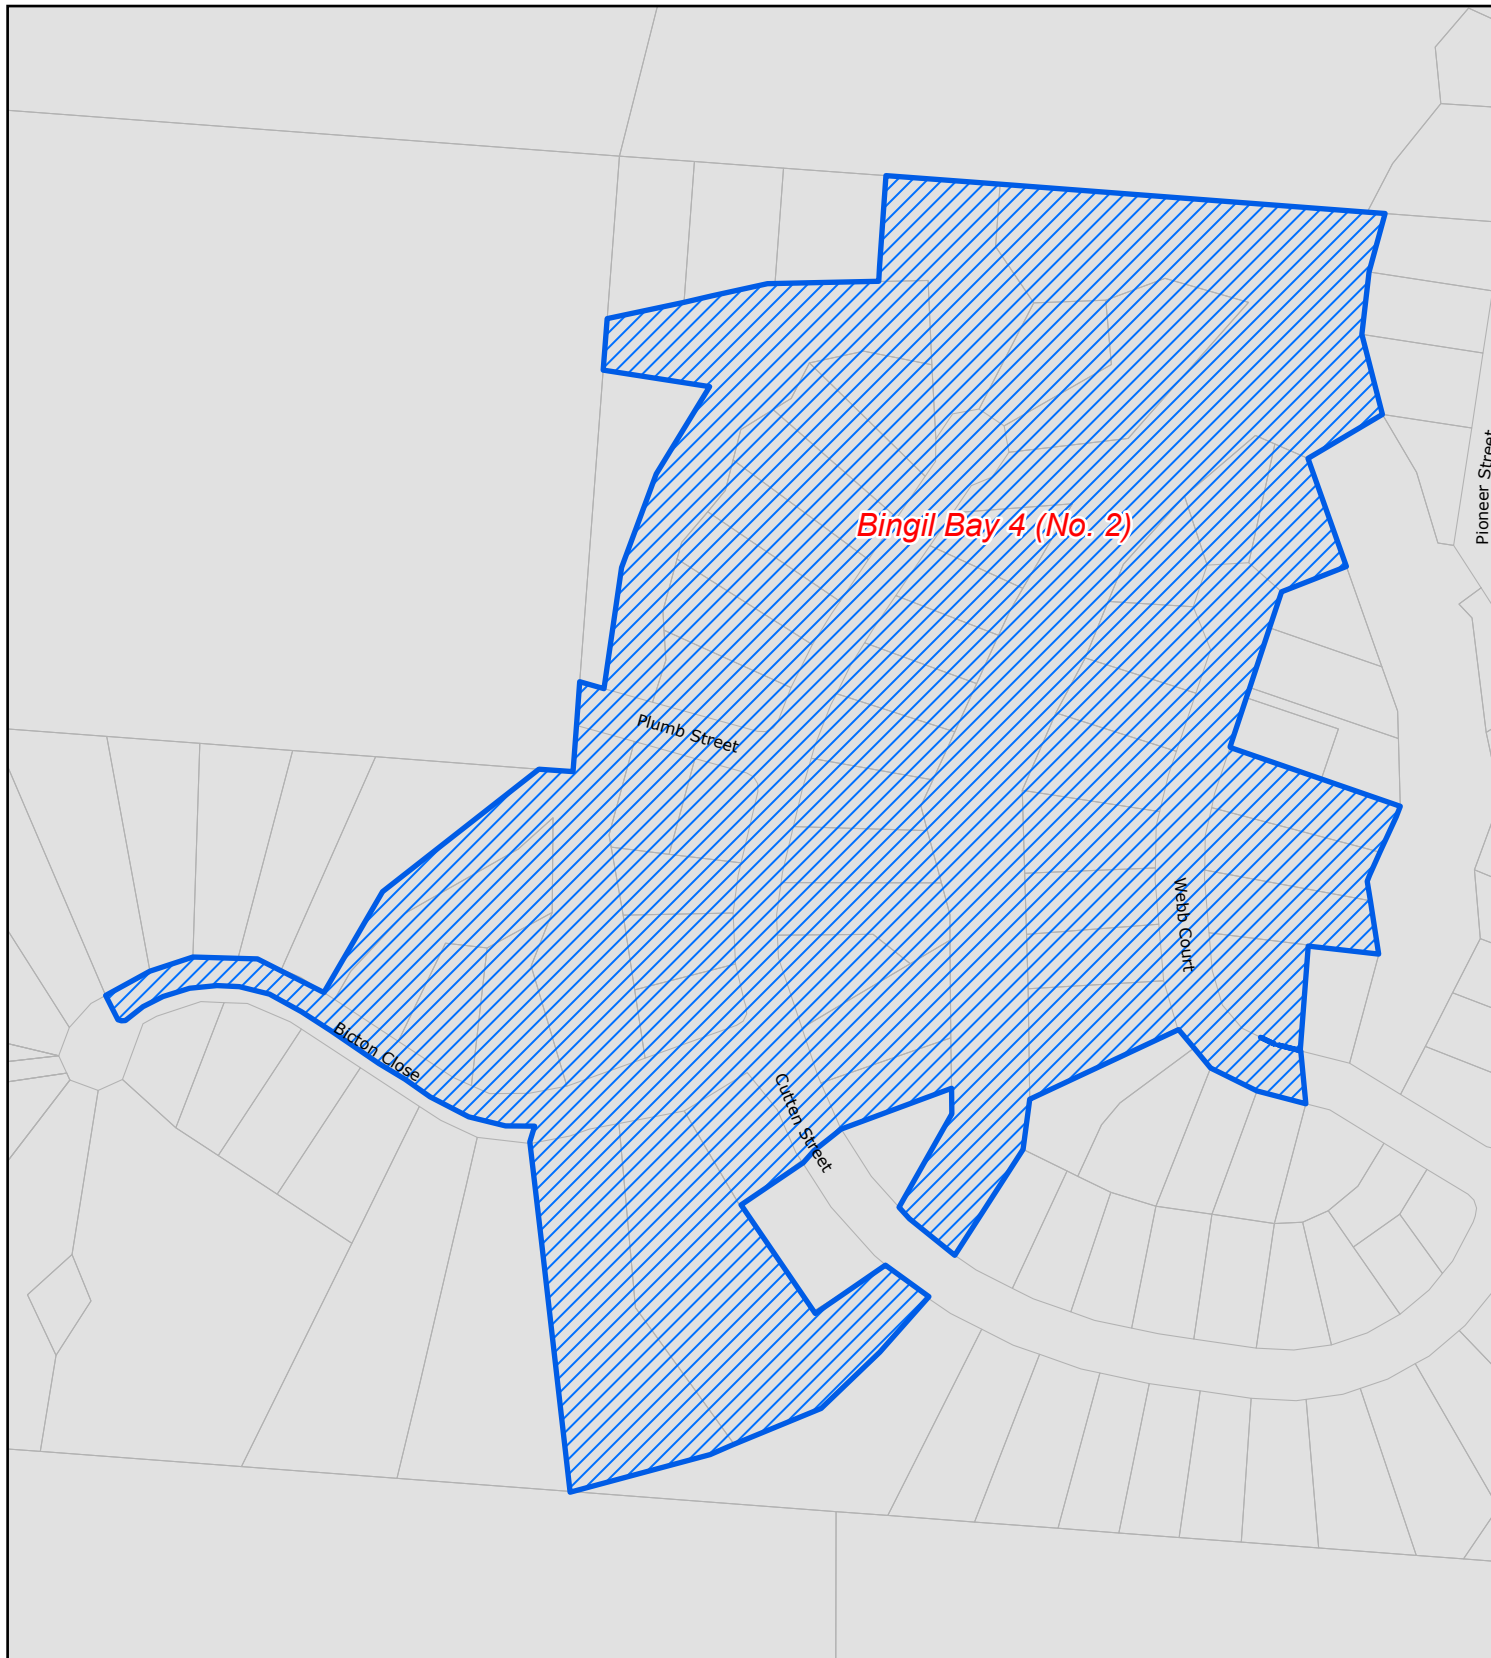 Pioneer Street
Bingil Bay 4 (No. 2)
Plumb Street
Webb Court
Bicton Close
Cutten Street